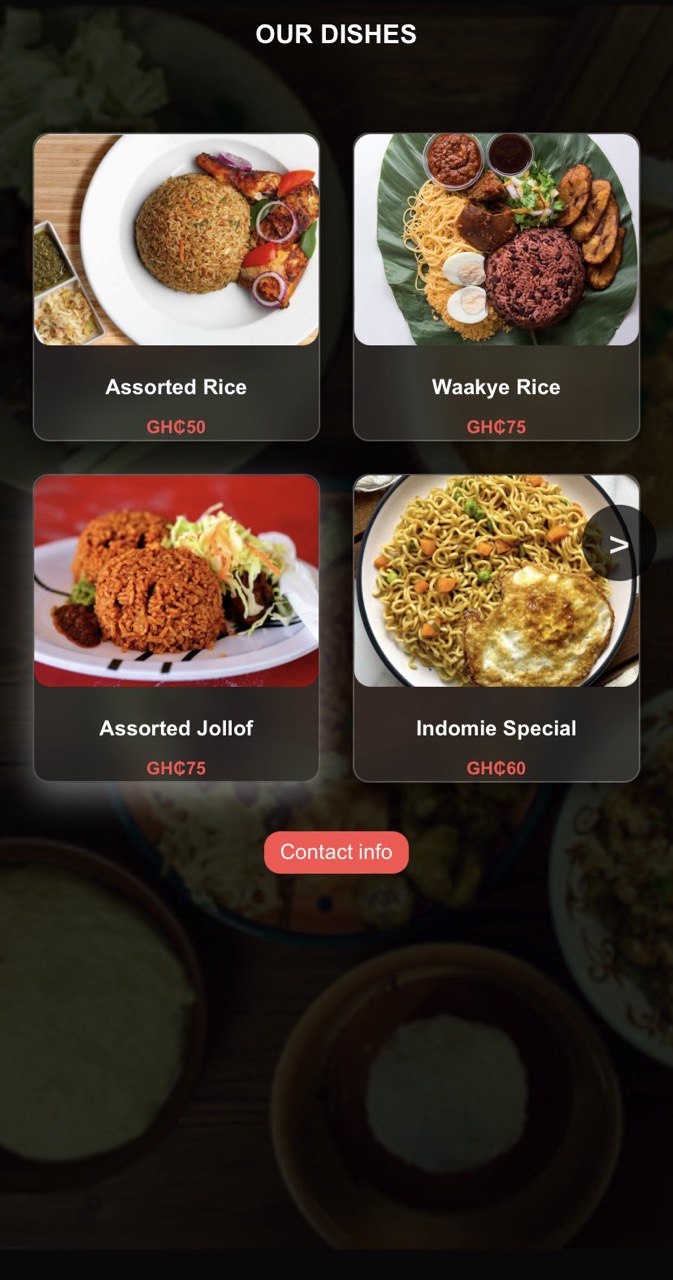 OUR DISHES
Assorted Rice
Waakye Rice
GH₵50
GH₵75
>
Assorted Jollof
Indomie Special
GH₵75
GH₵60
Contact info